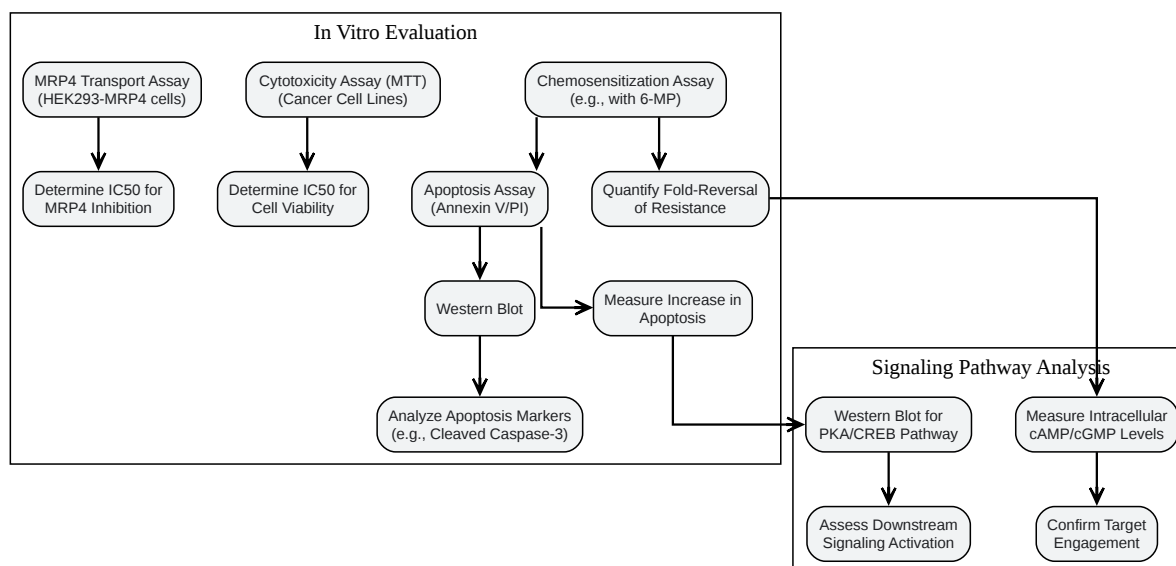 In Vitro Evaluation
MRP4 Transport Assay
(HEK293-MRP4 cells)
Cytotoxicity Assay (MTT)
(Cancer Cell Lines)
Chemosensitization Assay
(e.g., with 6-MP)
Determine IC50 for
MRP4 Inhibition
Determine IC50 for
Cell Viability
Apoptosis Assay
(Annexin V/PI)
Quantify Fold-Reversal
of Resistance
Western Blot
Measure Increase in
Apoptosis
Analyze Apoptosis Markers
(e.g., Cleaved Caspase-3)
Signaling Pathway Analysis
Western Blot for
PKA/CREB Pathway
Measure Intracellular
cAMP/cGMP Levels
Assess Downstream
Signaling Activation
Confirm Target
Engagement